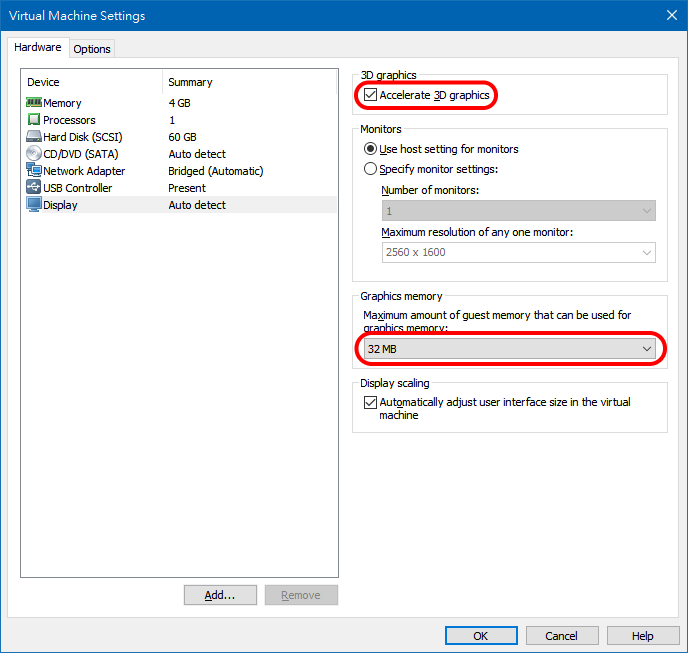 Virtual Machine Settings
Hardware
Options
Device Summary
Memory 4 GB
Processors 1
Hard Disk (SCSI) 60 GB
CD/DVD (SATA) Auto detect
Network Adapter Bridged (Automatic)
USB Controller Present
Display Auto detect
Add...
Remove
3D graphics
Accelerate 3D graphics
Monitors
Use host setting for monitors
Specify monitor settings:
Number of monitors:
1
Maximum resolution of any one monitor:
2560 x 1600
Graphics memory
Maximum amount of guest memory that can be used for
graphics memory:
32 MB
Display scaling
Automatically adjust user interface size in the virtual
machine
OK
Cancel
Help